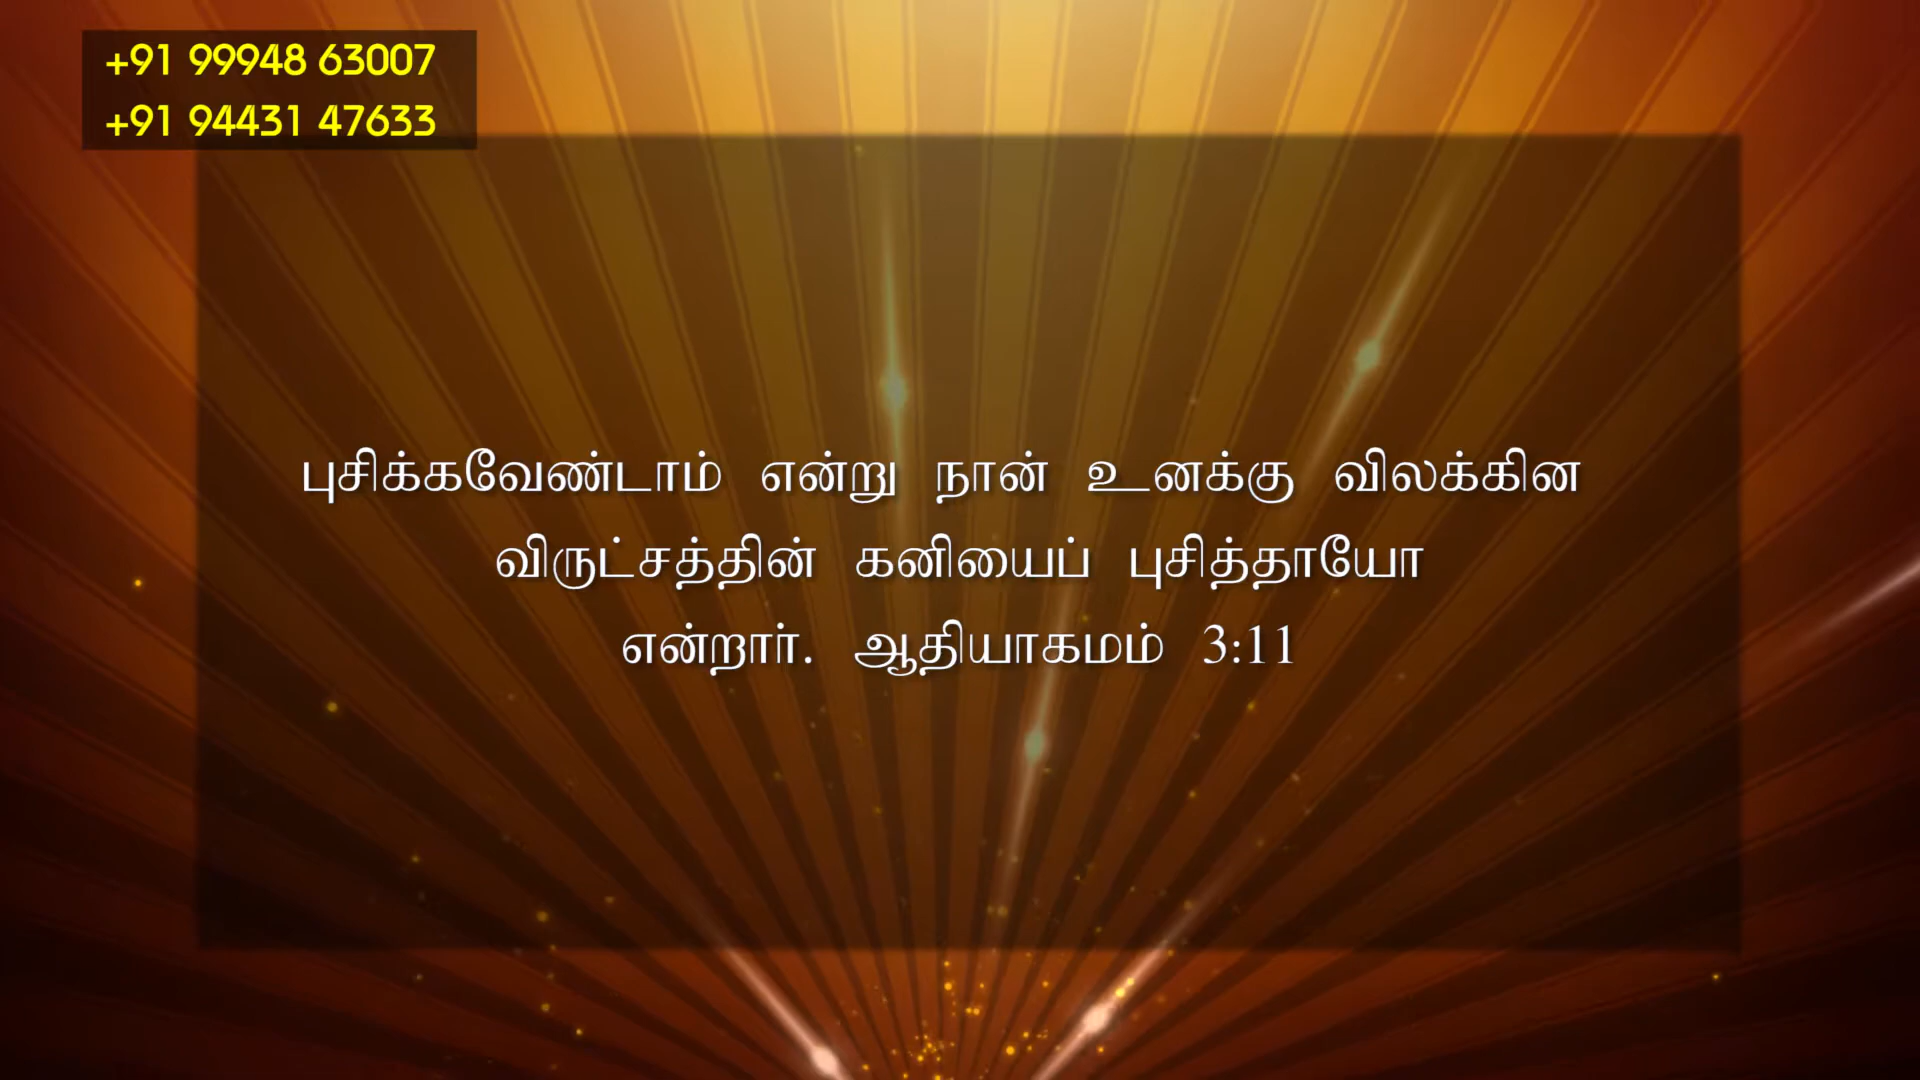 +91 99948 63007
+91 94431 47633
புசிக்கவேண்டாம் என்று நான் உனக்கு விலக்கின
விருட்சத்தின் கனியைப் புசித்தாயோ
என்றார். ஆதியாகமம் 3:11